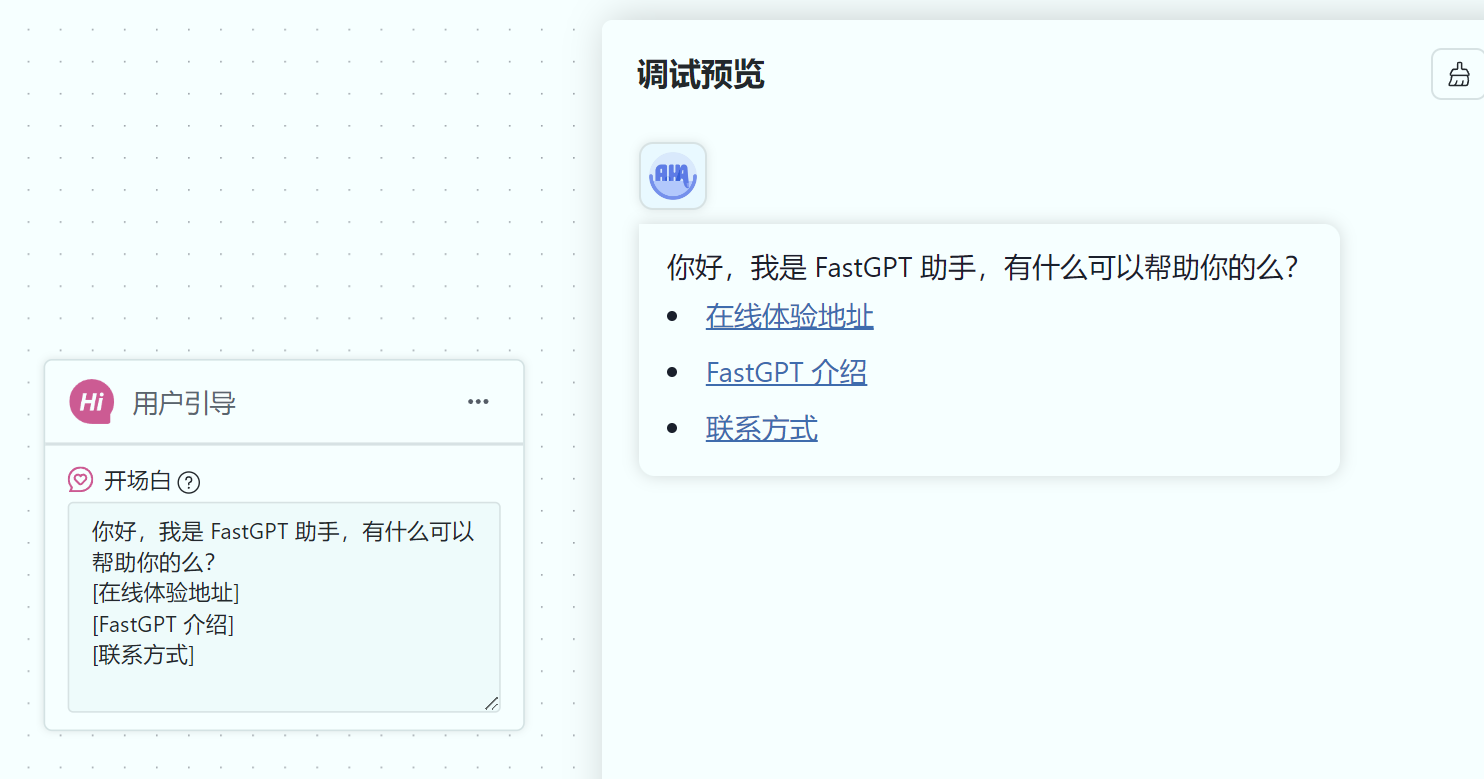 调试预览
AHA
你好，我是 FastGPT 助手，有什么可以帮助你的么？
在线体验地址
FastGPT 介绍
联系方式
Hi 用户引导
开场白
你好，我是 FastGPT 助手，有什么可以
帮助你的么？
[在线体验地址]
[FastGPT 介绍]
[联系方式]